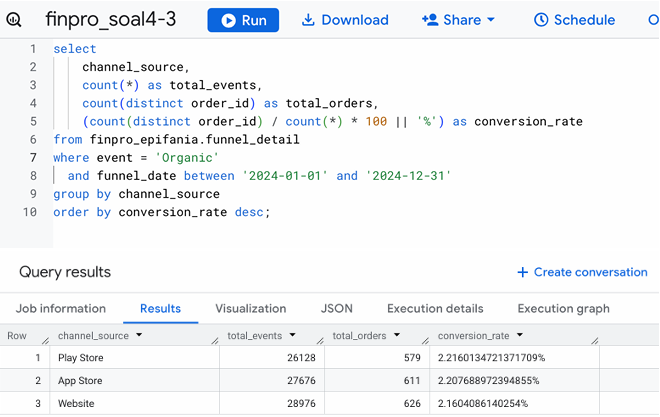 finpro_soal4-3 Run Download Share Schedule
1 select
2 channel_source,
3 count(*) as total_events,
4 count(distinct order_id) as total_orders,
5 (count(distinct order_id) / count(*) * 100 || '%') as conversion_rate
6 from finpro_epifania.funnel_detail
7 where event = 'Organic'
8 and funnel_date between '2024-01-01' and '2024-12-31'
9 group by channel_source
10 order by conversion_rate desc;
Query results + Create conversation
Job information Results Visualization JSON Execution details Execution graph
Row channel_source total_events total_orders conversion_rate
1 Play Store 26128 579 2.2160134721371709%
2 App Store 27676 611 2.207688972394855%
3 Website 28976 626 2.1604086140254%